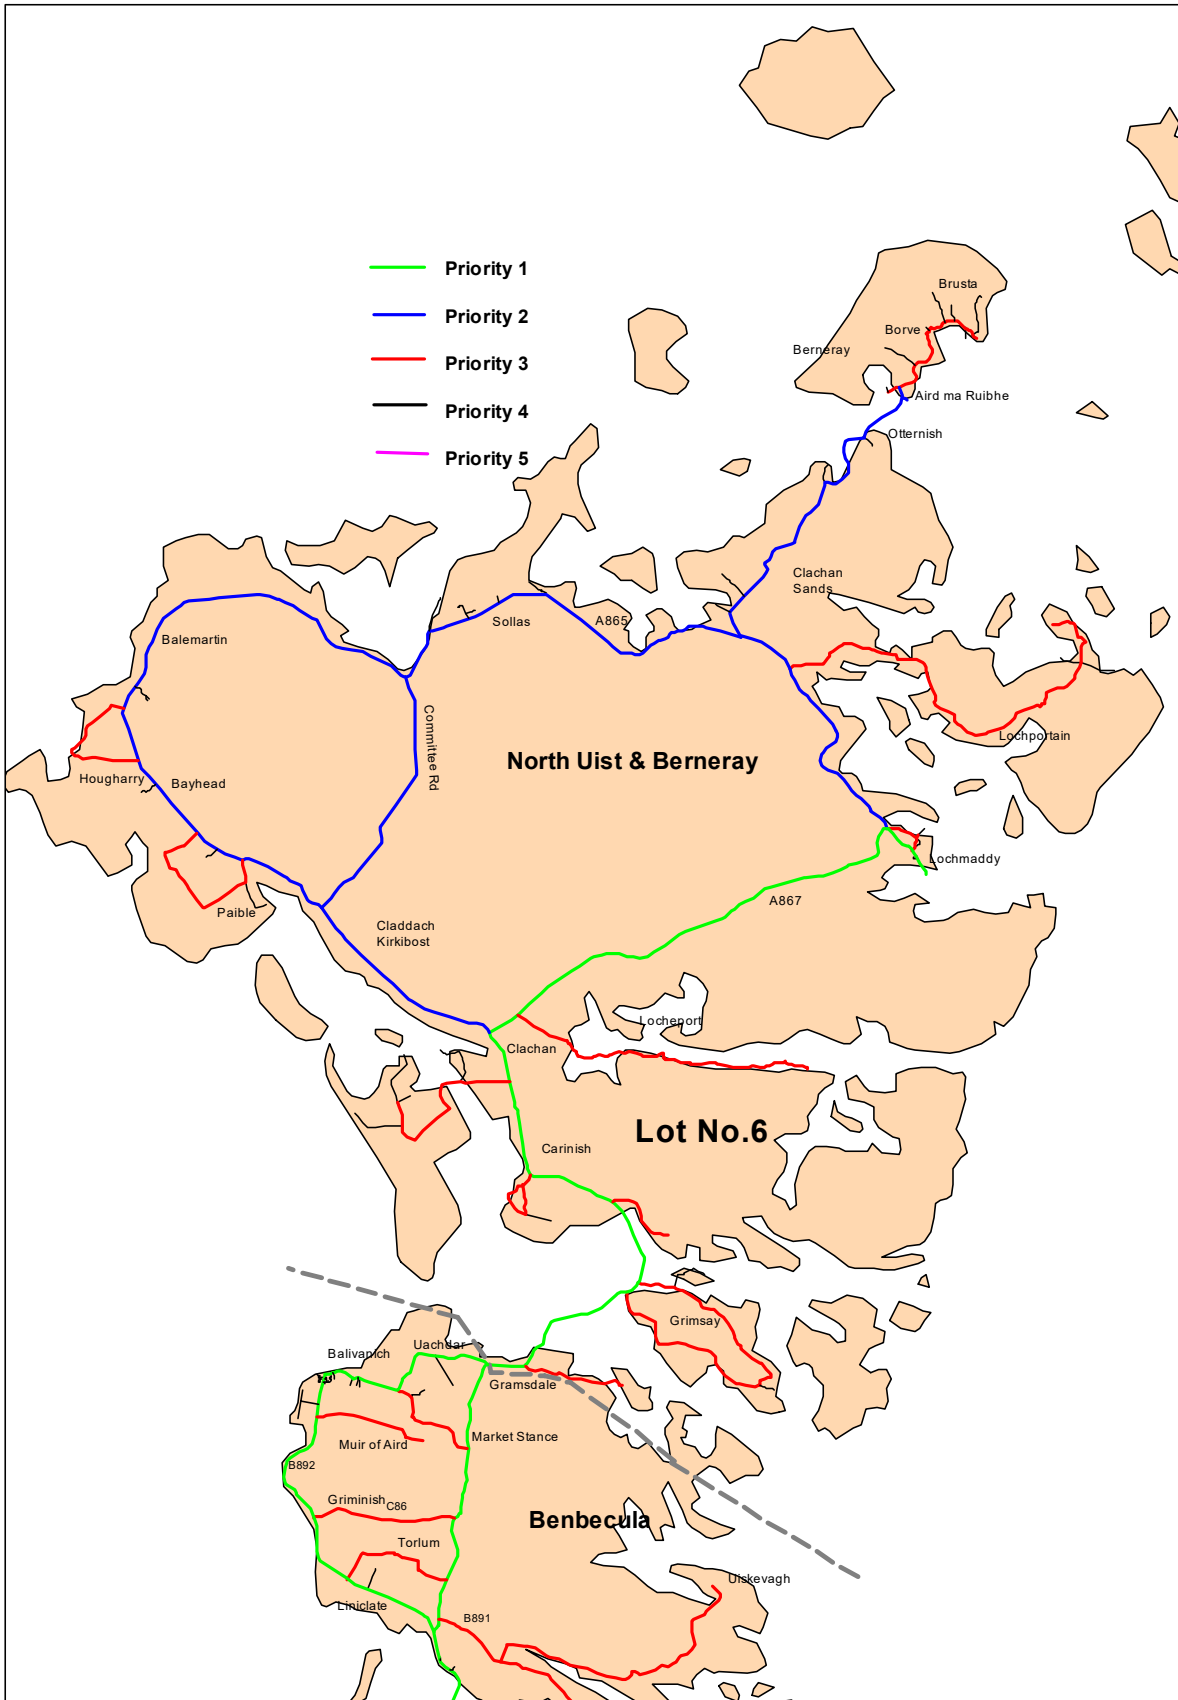 Priority 1
Priority 2
Priority 3
Priority 4
Priority 5
Brusta
Borve
Berneray
Aird ma Ruibhe
Otternish
Clachan
Sands
A865
Sollas
Balemartin
Committee Rd
Lochportain
North Uist & Berneray
Hougharry
Bayhead
Lochmaddy
A867
Paible
Claddach
Kirkibost
Locheport
Clachan
Lot No.6
Carinish
Grimsay
Uachdar
Balivanich
Gramsdale
Market Stance
Muir of Aird
B892
Griminish
C86
Benbecula
Torlum
Uiskevagh
Liniclate
B891